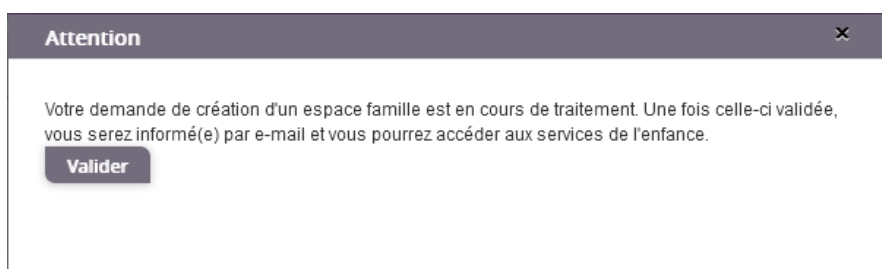 Attention
Votre demande de création d'un espace famille est en cours de traitement. Une fois celle-ci validée,
vous serez informé(e) par e-mail et vous pourrez accéder aux services de l'enfance.
Valider